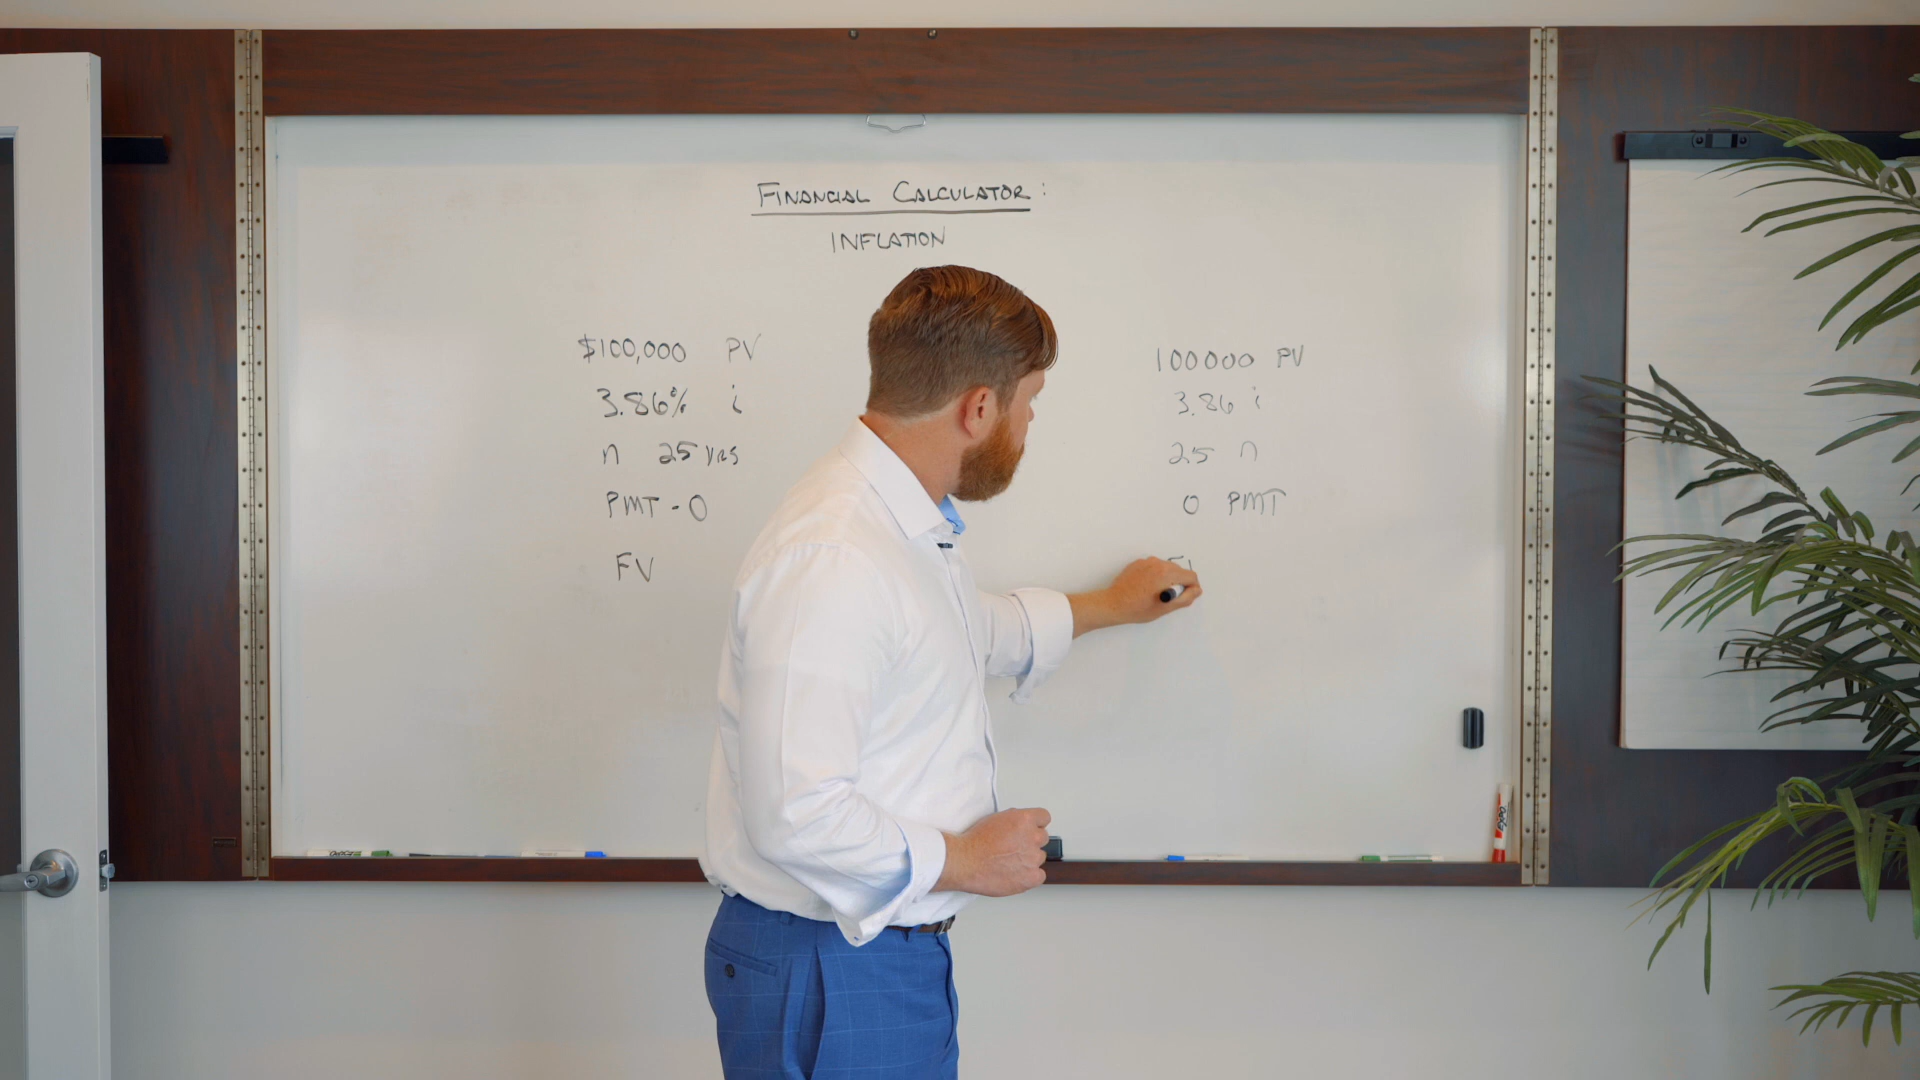 FINANCIAL CALCULATOR:
INFLATION
$100,000 PV
3.86% i
n 25 YRS
PMT - 0
FV
100000 PV
3.86 i
25 n
0 PMT